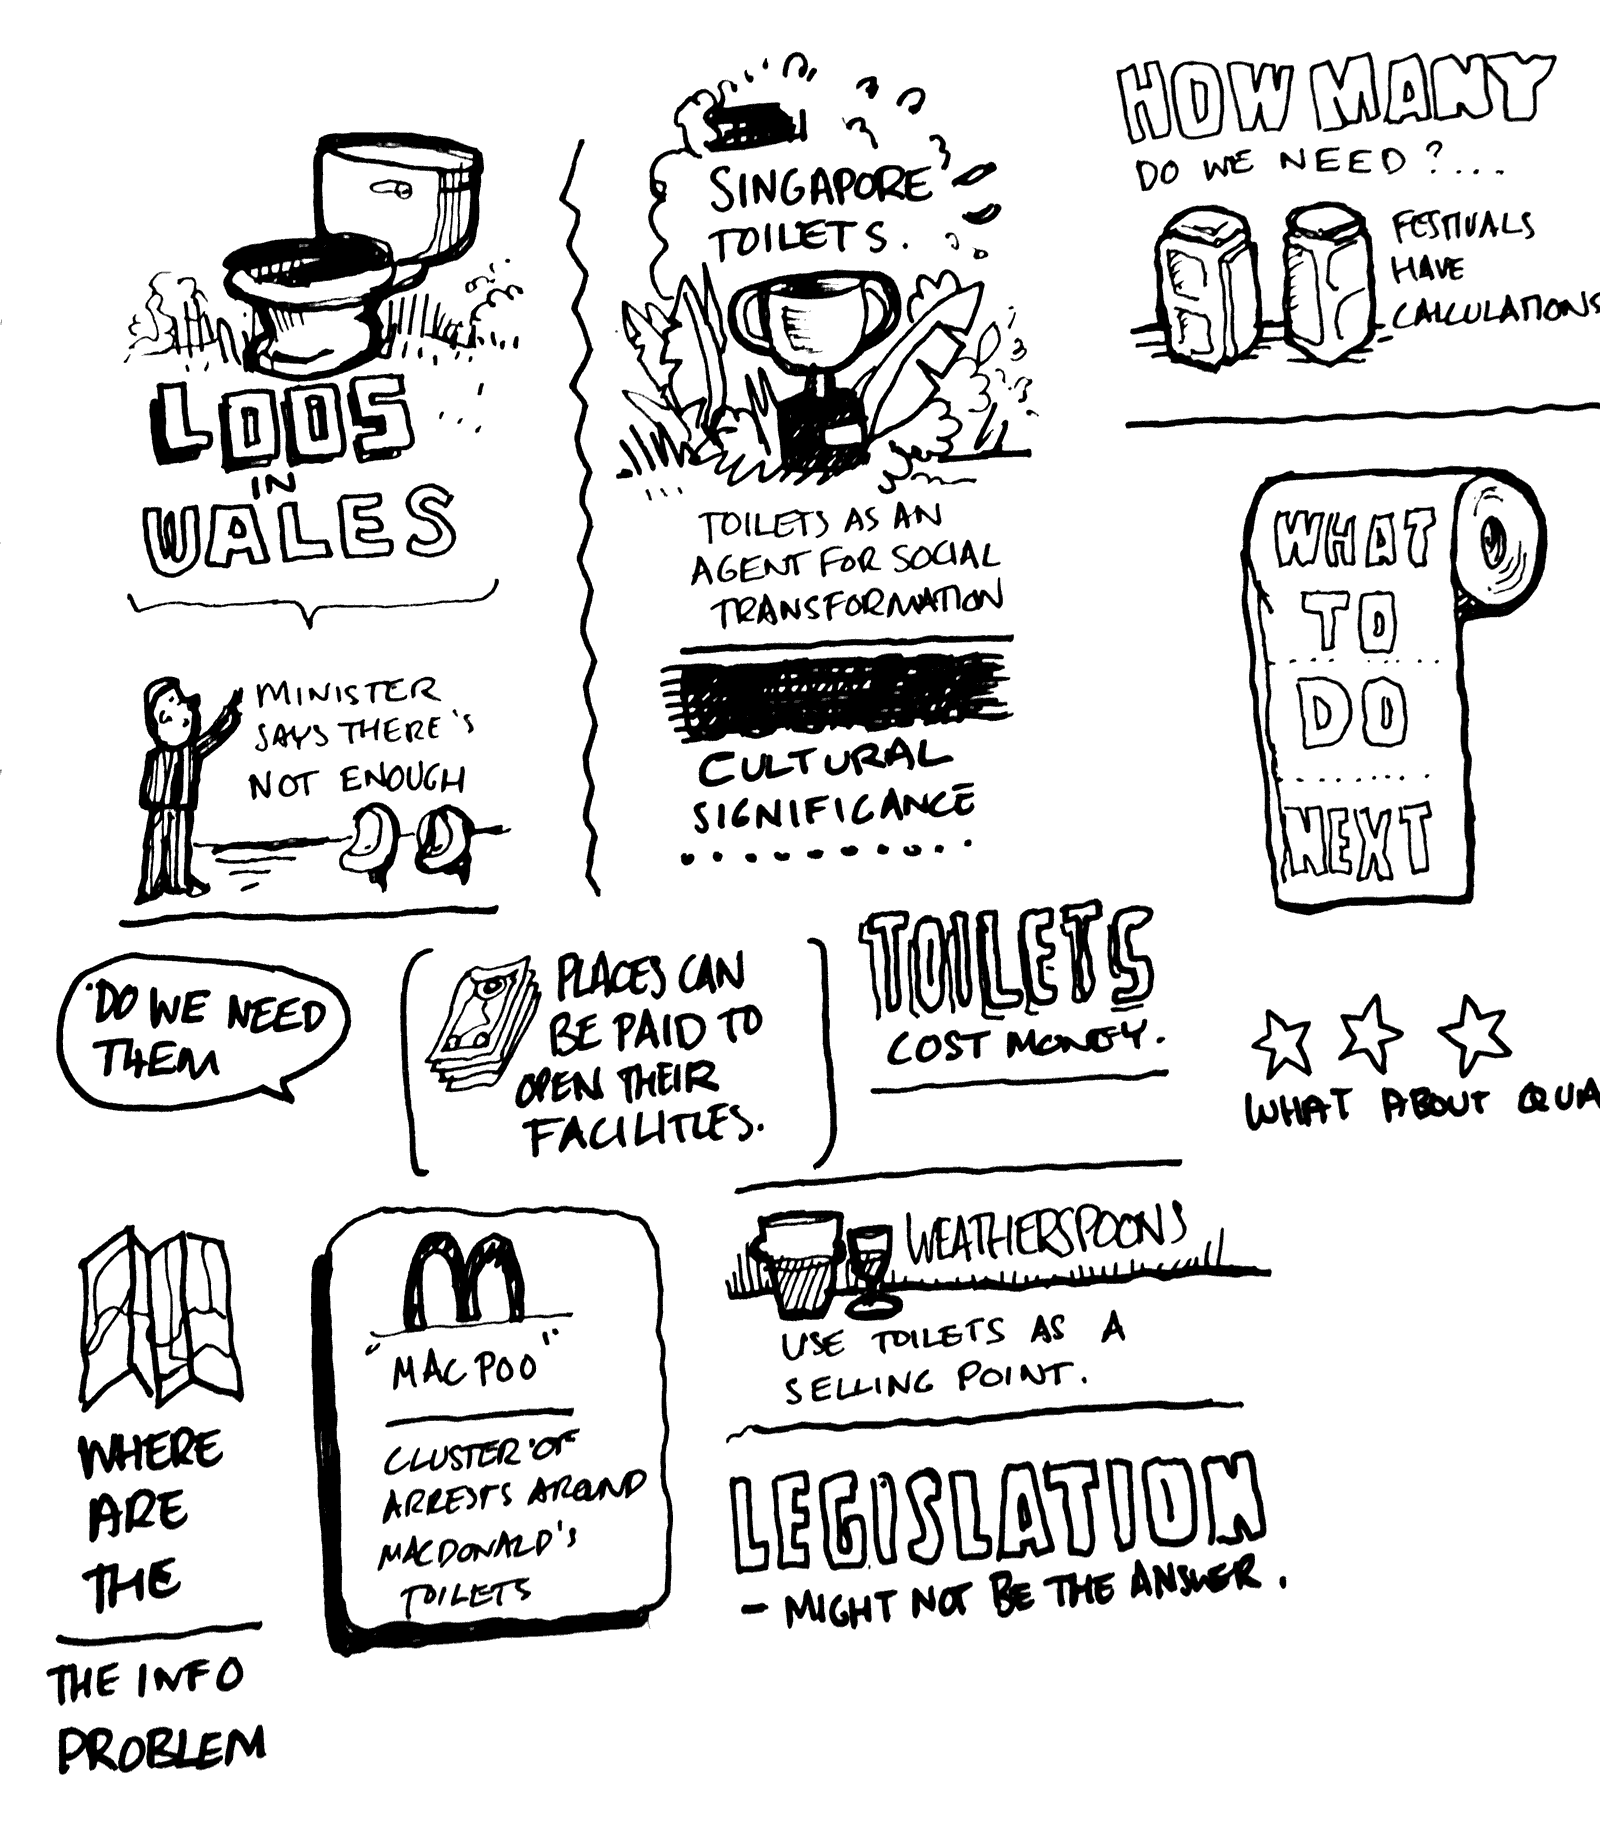 LOOS
IN
WALES
MINISTER
SAYS THERE'S
NOT ENOUGH
SINGAPORE
TOILETS.
TOILETS AS AN
AGENT FOR SOCIAL
TRANSFORMATION
CULTURAL
SIGNIFICANCE
HOW MANY
DO WE NEED?....
FESTIVALS
HAVE
CALCULATIONS
WHAT
TO
DO
NEXT
DO WE NEED
THEM
PLACES CAN
BE PAID TO
OPEN THEIR
FACILITIES.
TOILETS
COST MONEY.
WHAT ABOUT QUA
WHERE
ARE
THE
THE INFO
PROBLEM
"MAC POO"
CLUSTER OF
ARRESTS AROUND
MACDONALD'S
TOILETS
WEATHERSPOONS
USE TOILETS AS A
SELLING POINT.
LEGISLATION
- MIGHT NOT BE THE ANSWER.